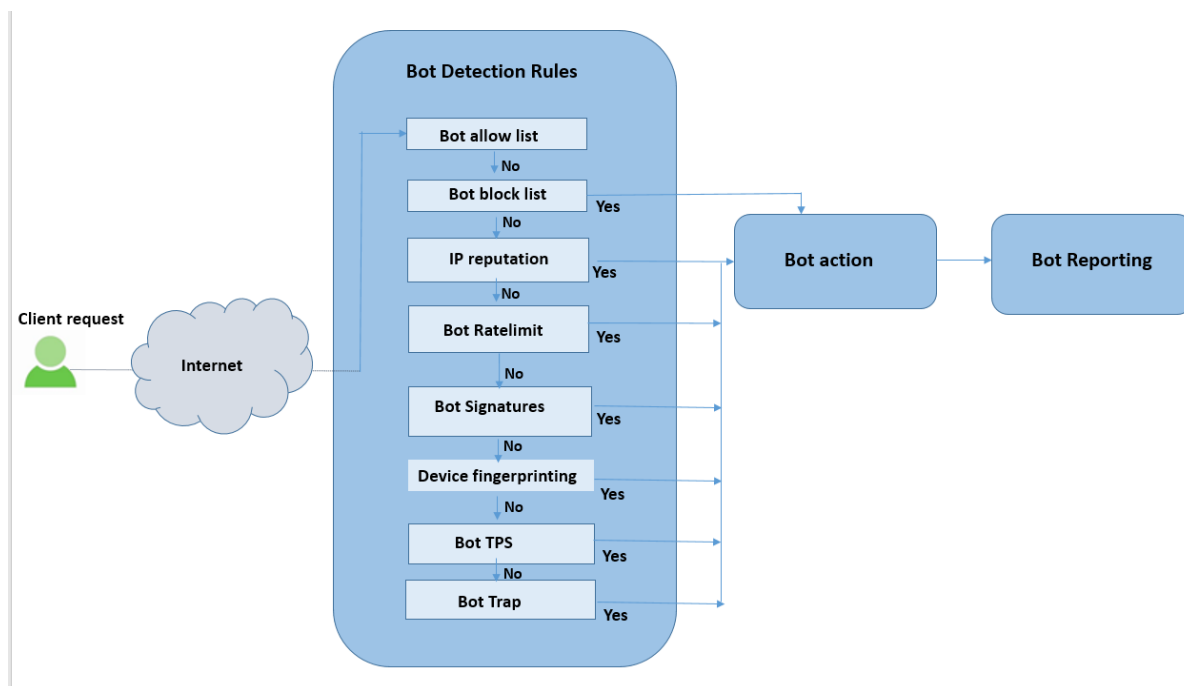 Bot Detection Rules
Bot allow list
No
Bot block list
Yes
No
IP reputation
Yes
No
Bot Ratelimit
Yes
No
Bot Signatures
Yes
No
Device fingerprinting
Yes
No
Bot TPS
Yes
No
Bot Trap
Yes
Client request
Internet
Bot action
Bot Reporting